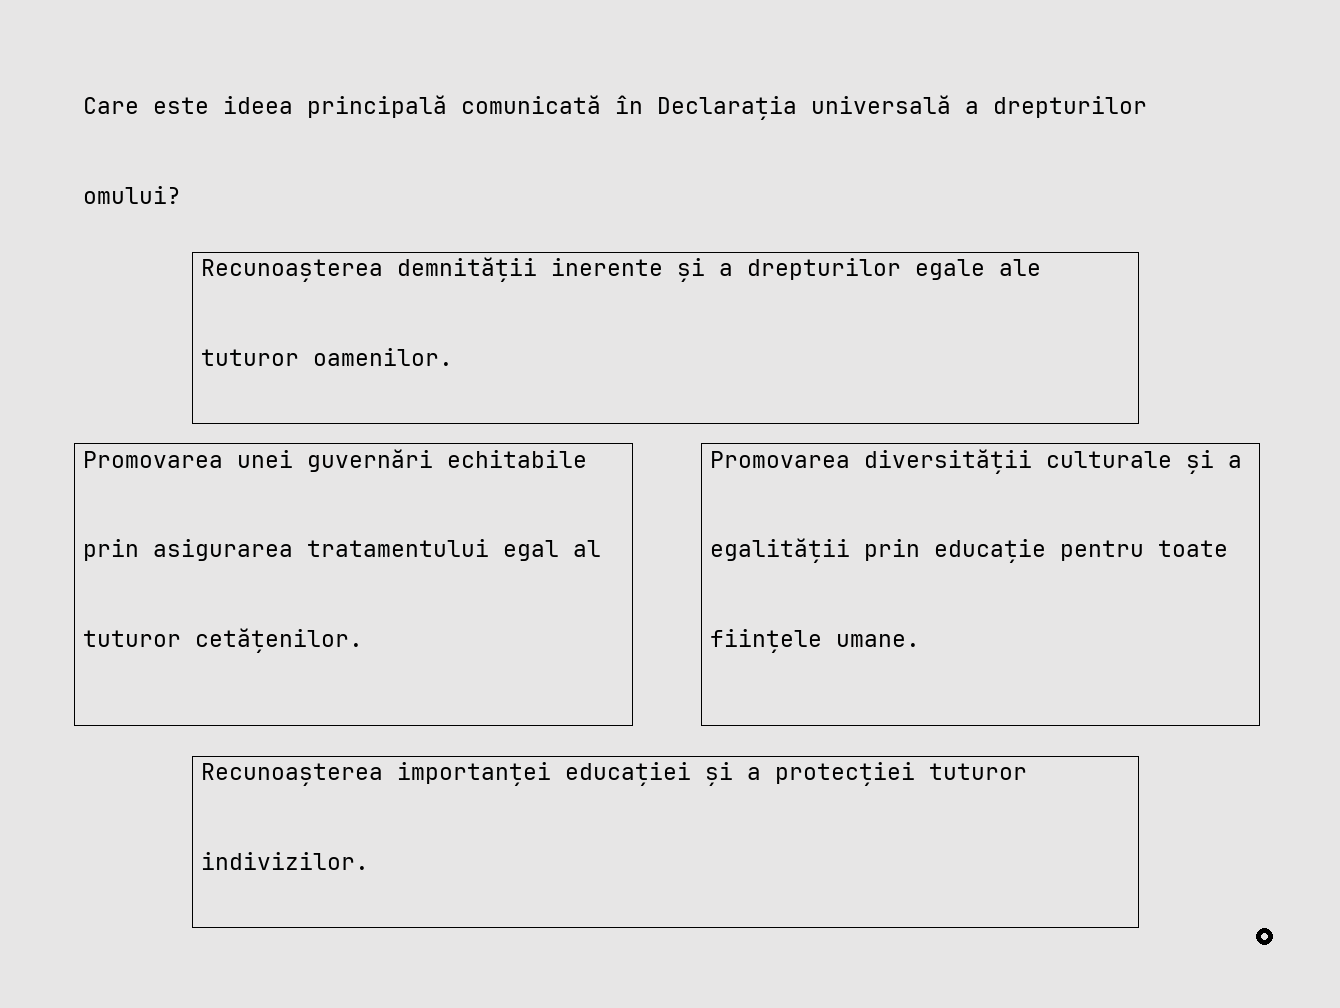 Care este ideea principală comunicată în Declarația universală a drepturilor
omului?
Recunoașterea demnității inerente și a drepturilor egale ale
tuturor oamenilor.
Promovarea unei guvernări echitabile
prin asigurarea tratamentului egal al
tuturor cetățenilor.
Promovarea diversității culturale și a
egalității prin educație pentru toate
ființele umane.
Recunoașterea importanței educației și a protecției tuturor
indivizilor.